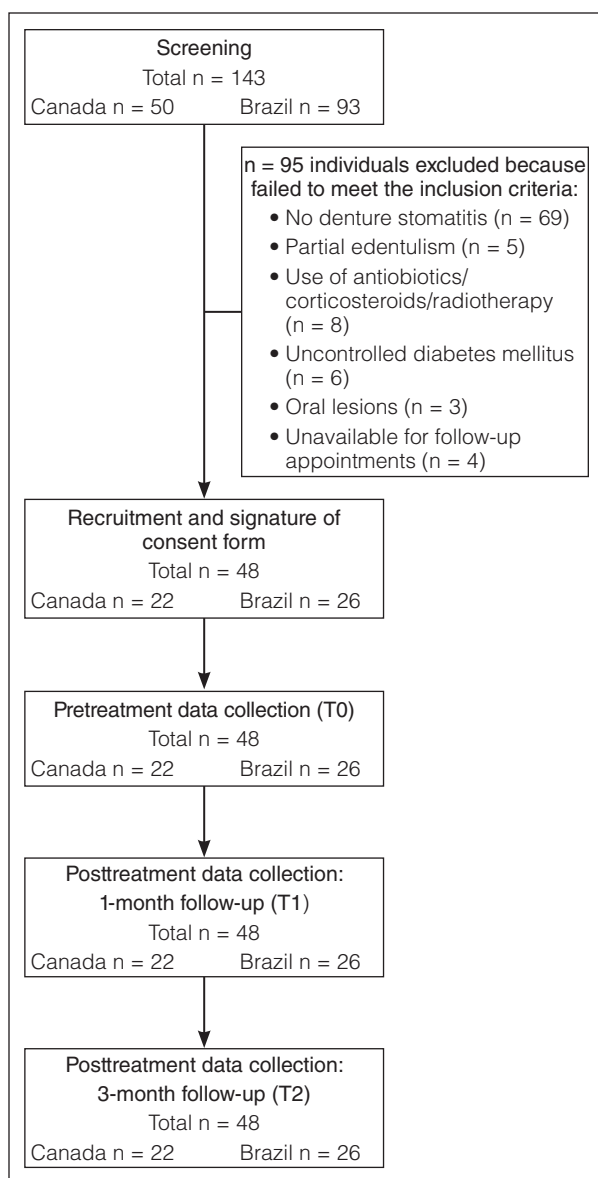 Screening
Total n = 143
Canada n = 50 Brazil n = 93
n = 95 individuals excluded because
failed to meet the inclusion criteria:
• No denture stomatitis (n = 69)
• Partial edentulism (n = 5)
• Use of antiobiotics/
corticosteroids/radiotherapy
(n = 8)
• Uncontrolled diabetes mellitus
(n = 6)
• Oral lesions (n = 3)
• Unavailable for follow-up
appointments (n = 4)
Recruitment and signature of
consent form
Total n = 48
Canada n = 22 Brazil n = 26
Pretreatment data collection (T0)
Total n = 48
Canada n = 22 Brazil n = 26
Posttreatment data collection:
1-month follow-up (T1)
Total n = 48
Canada n = 22 Brazil n = 26
Posttreatment data collection:
3-month follow-up (T2)
Total n = 48
Canada n = 22 Brazil n = 26